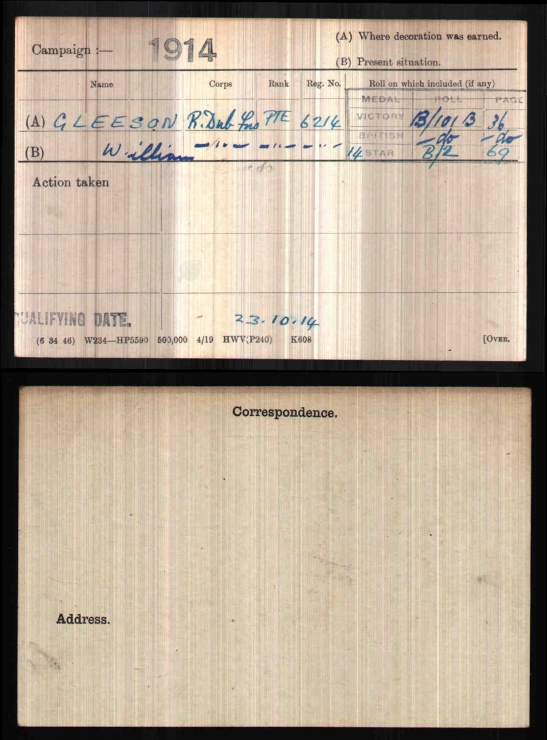 Campaign :— 1914
(A) Where decoration was earned.
(B) Present situation.
Name Corps Rank Reg. No. Roll on which included (if any)
MEDAL ROLL PAGE
(A) GLEESON R. Dub Fus PTE 6214 VICTORY B/101 B 36
BRITISH —do —do
(B) William —"— —"— —"— 14 STAR B/2 69
Action taken
QUALIFYING DATE. 23.10.14
(6 34 46) W234—HP5590 500,000 4/19 HWV(P240) K608 [OVER.
Correspondence.
Address.